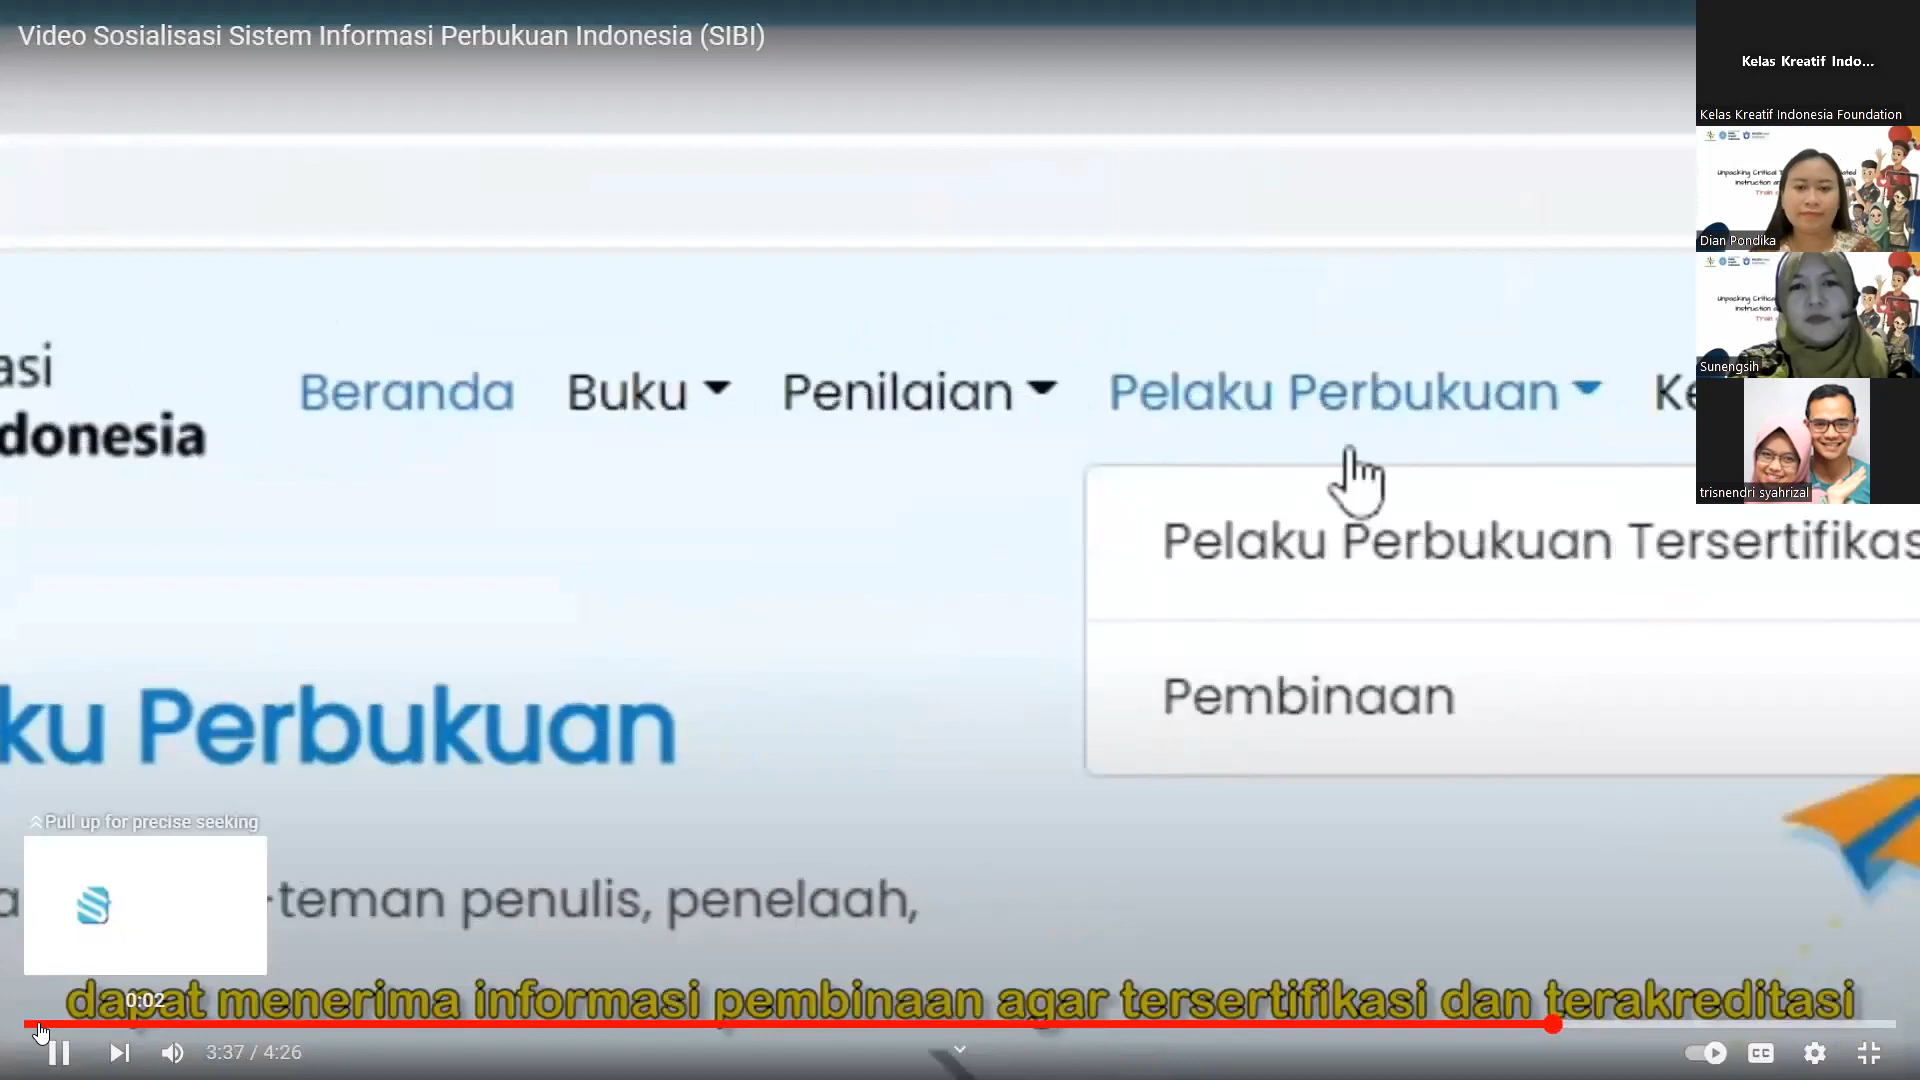 Video Sosialisasi Sistem Informasi Perbukuan Indonesia (SIBI)
Kelas Kreatif Indo...
Kelas Kreatif Indonesia Foundation
Dian Pondika
Sunengsih
trisnendri syahrizal
asi
donesia
Beranda Buku Penilaian Pelaku Perbukuan Ke
Pelaku Perbukuan Tersertifikas
Pembinaan
ku Perbukuan
Pull up for precise seeking
-teman penulis, penelaah,
0:02
dapat menerima informasi pembinaan agar tersertifikasi dan terakreditasi
3:37 / 4:26
CC